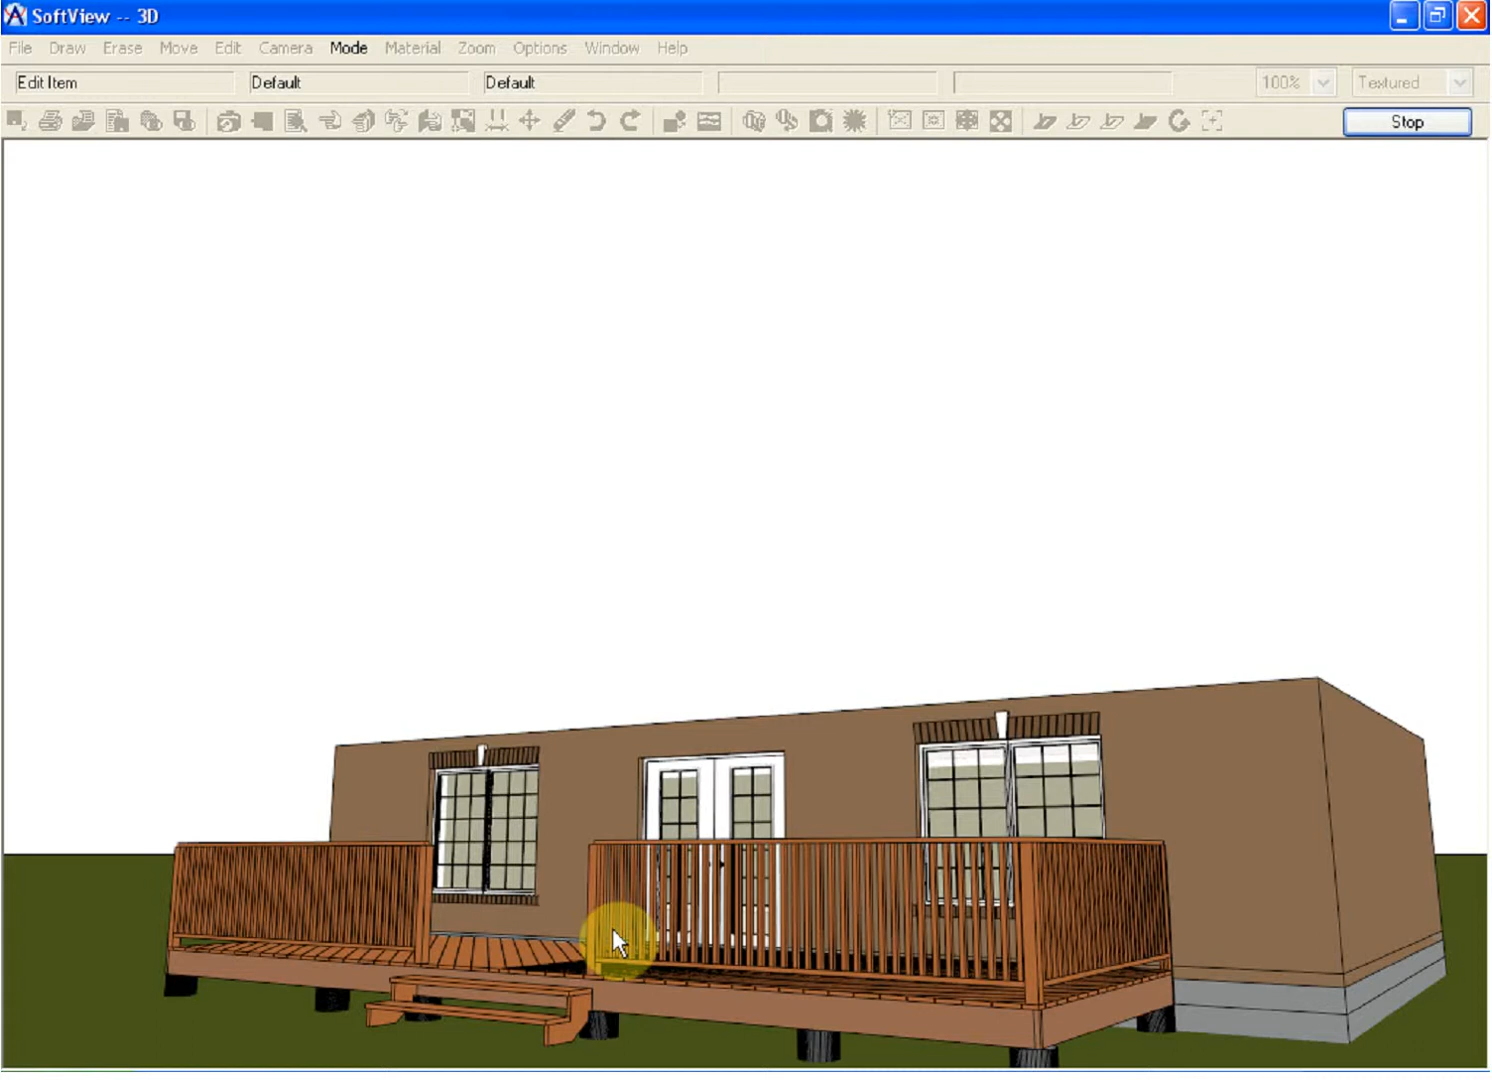 SoftView -- 3D
File Draw Erase Move Edit Camera Mode Material Zoom Options Window Help
Edit Item Default Default 100% Textured
Stop